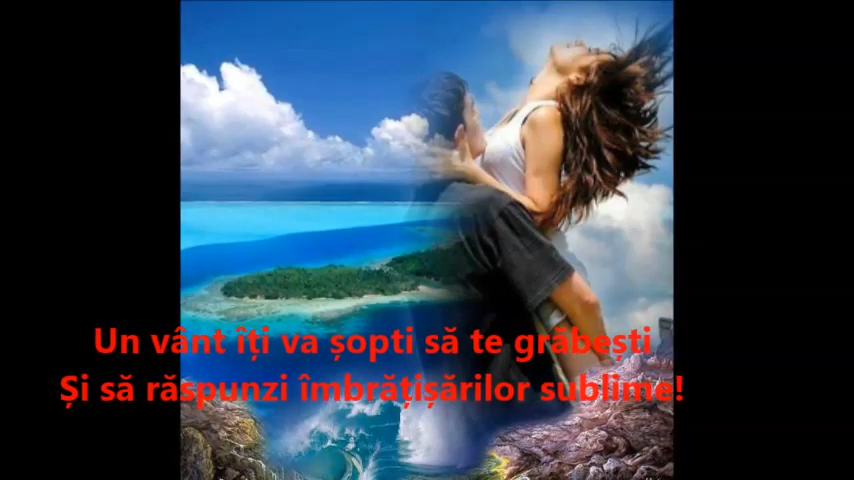 Un vânt îți va șopti să te grăbești
Și să răspunzi îmbrățișărilor sublime!